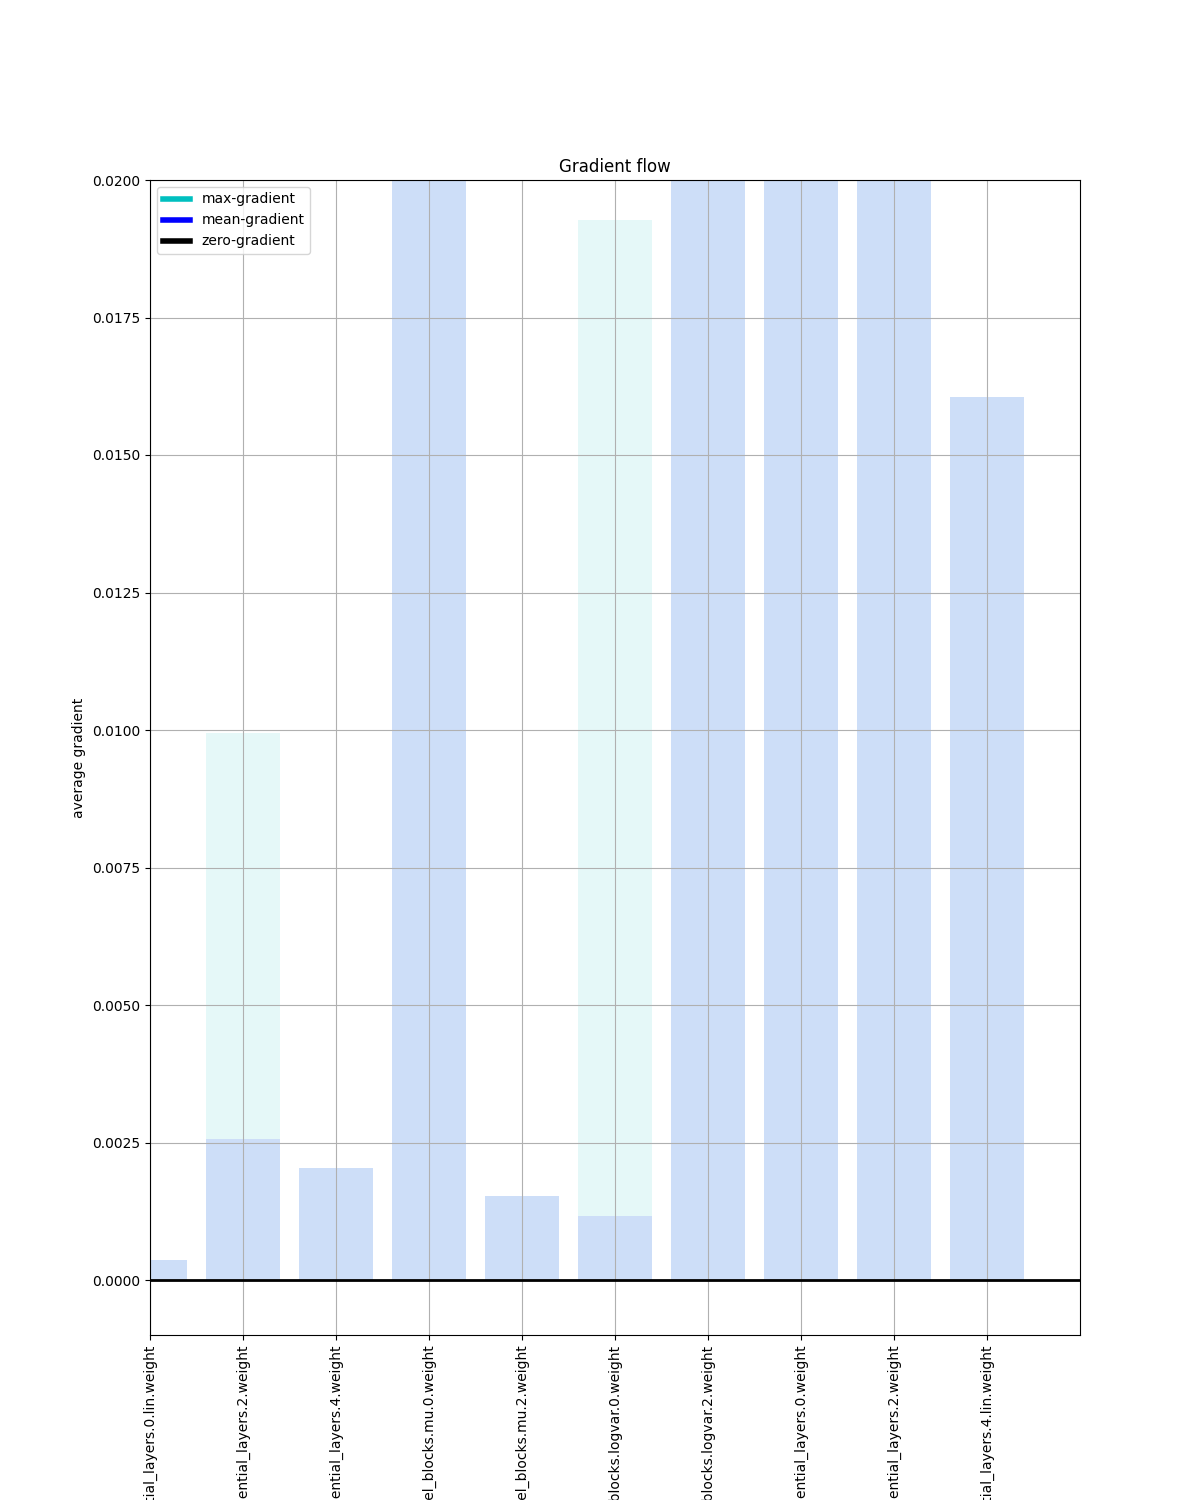 Gradient flow
max-gradient
mean-gradient
zero-gradient
0.0200
0.0175
0.0150
0.0125
0.0100
0.0075
0.0050
0.0025
0.0000
average gradient
tial_layers.0.lin.weight
ential_layers.2.weight
ential_layers.4.weight
el_blocks.mu.0.weight
el_blocks.mu.2.weight
blocks.logvar.0.weight
blocks.logvar.2.weight
ential_layers.0.weight
ential_layers.2.weight
tial_layers.4.lin.weight